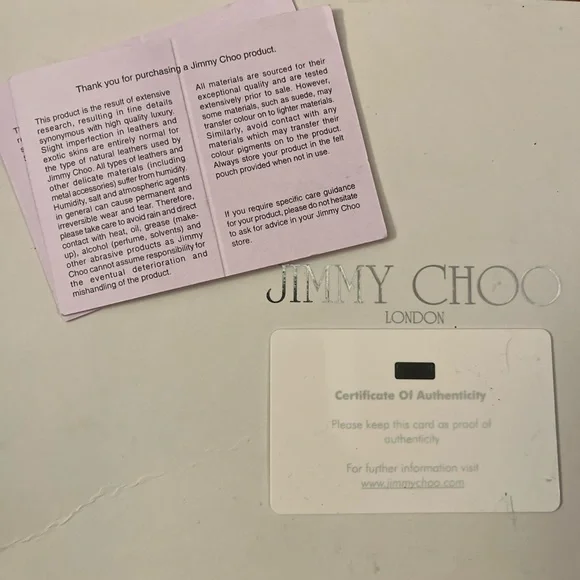 Thank you for purchasing a Jimmy Choo product.
This product is the result of extensive
research, resulting in fine details
synonymous with high quality luxury.
Slight imperfection in leathers and
exotic skins are entirely normal for
the type of natural leathers used by
Jimmy Choo. All types of leathers and
other delicate materials (including
metal accessories) suffer from humidity.
Humidity, salt and atmospheric agents
in general can cause permanent and
irreversible wear and tear. Therefore,
please take care to avoid rain and direct
contact with heat, oil, grease (make-
up), alcohol (perfume, solvents) and
other abrasive products as Jimmy
Choo cannot assume responsibility for
the eventual deterioration and
mishandling of the product.
All materials are sourced for their
exceptional quality and are tested
extensively prior to sale. However,
some materials, such as suede, may
transfer colour on to lighter materials.
Similarly, avoid contact with any
materials which may transfer their
colour pigments on to the product.
Always store your product in the felt
pouch provided when not in use.
If you require specific care guidance
for your product, please do not hesitate
to ask for advice in your Jimmy Choo
store.
JIMMY CHOO
LONDON
Certificate Of Authenticity
Please keep this card as proof of
authenticity
For further information visit
www.jimmychoo.com